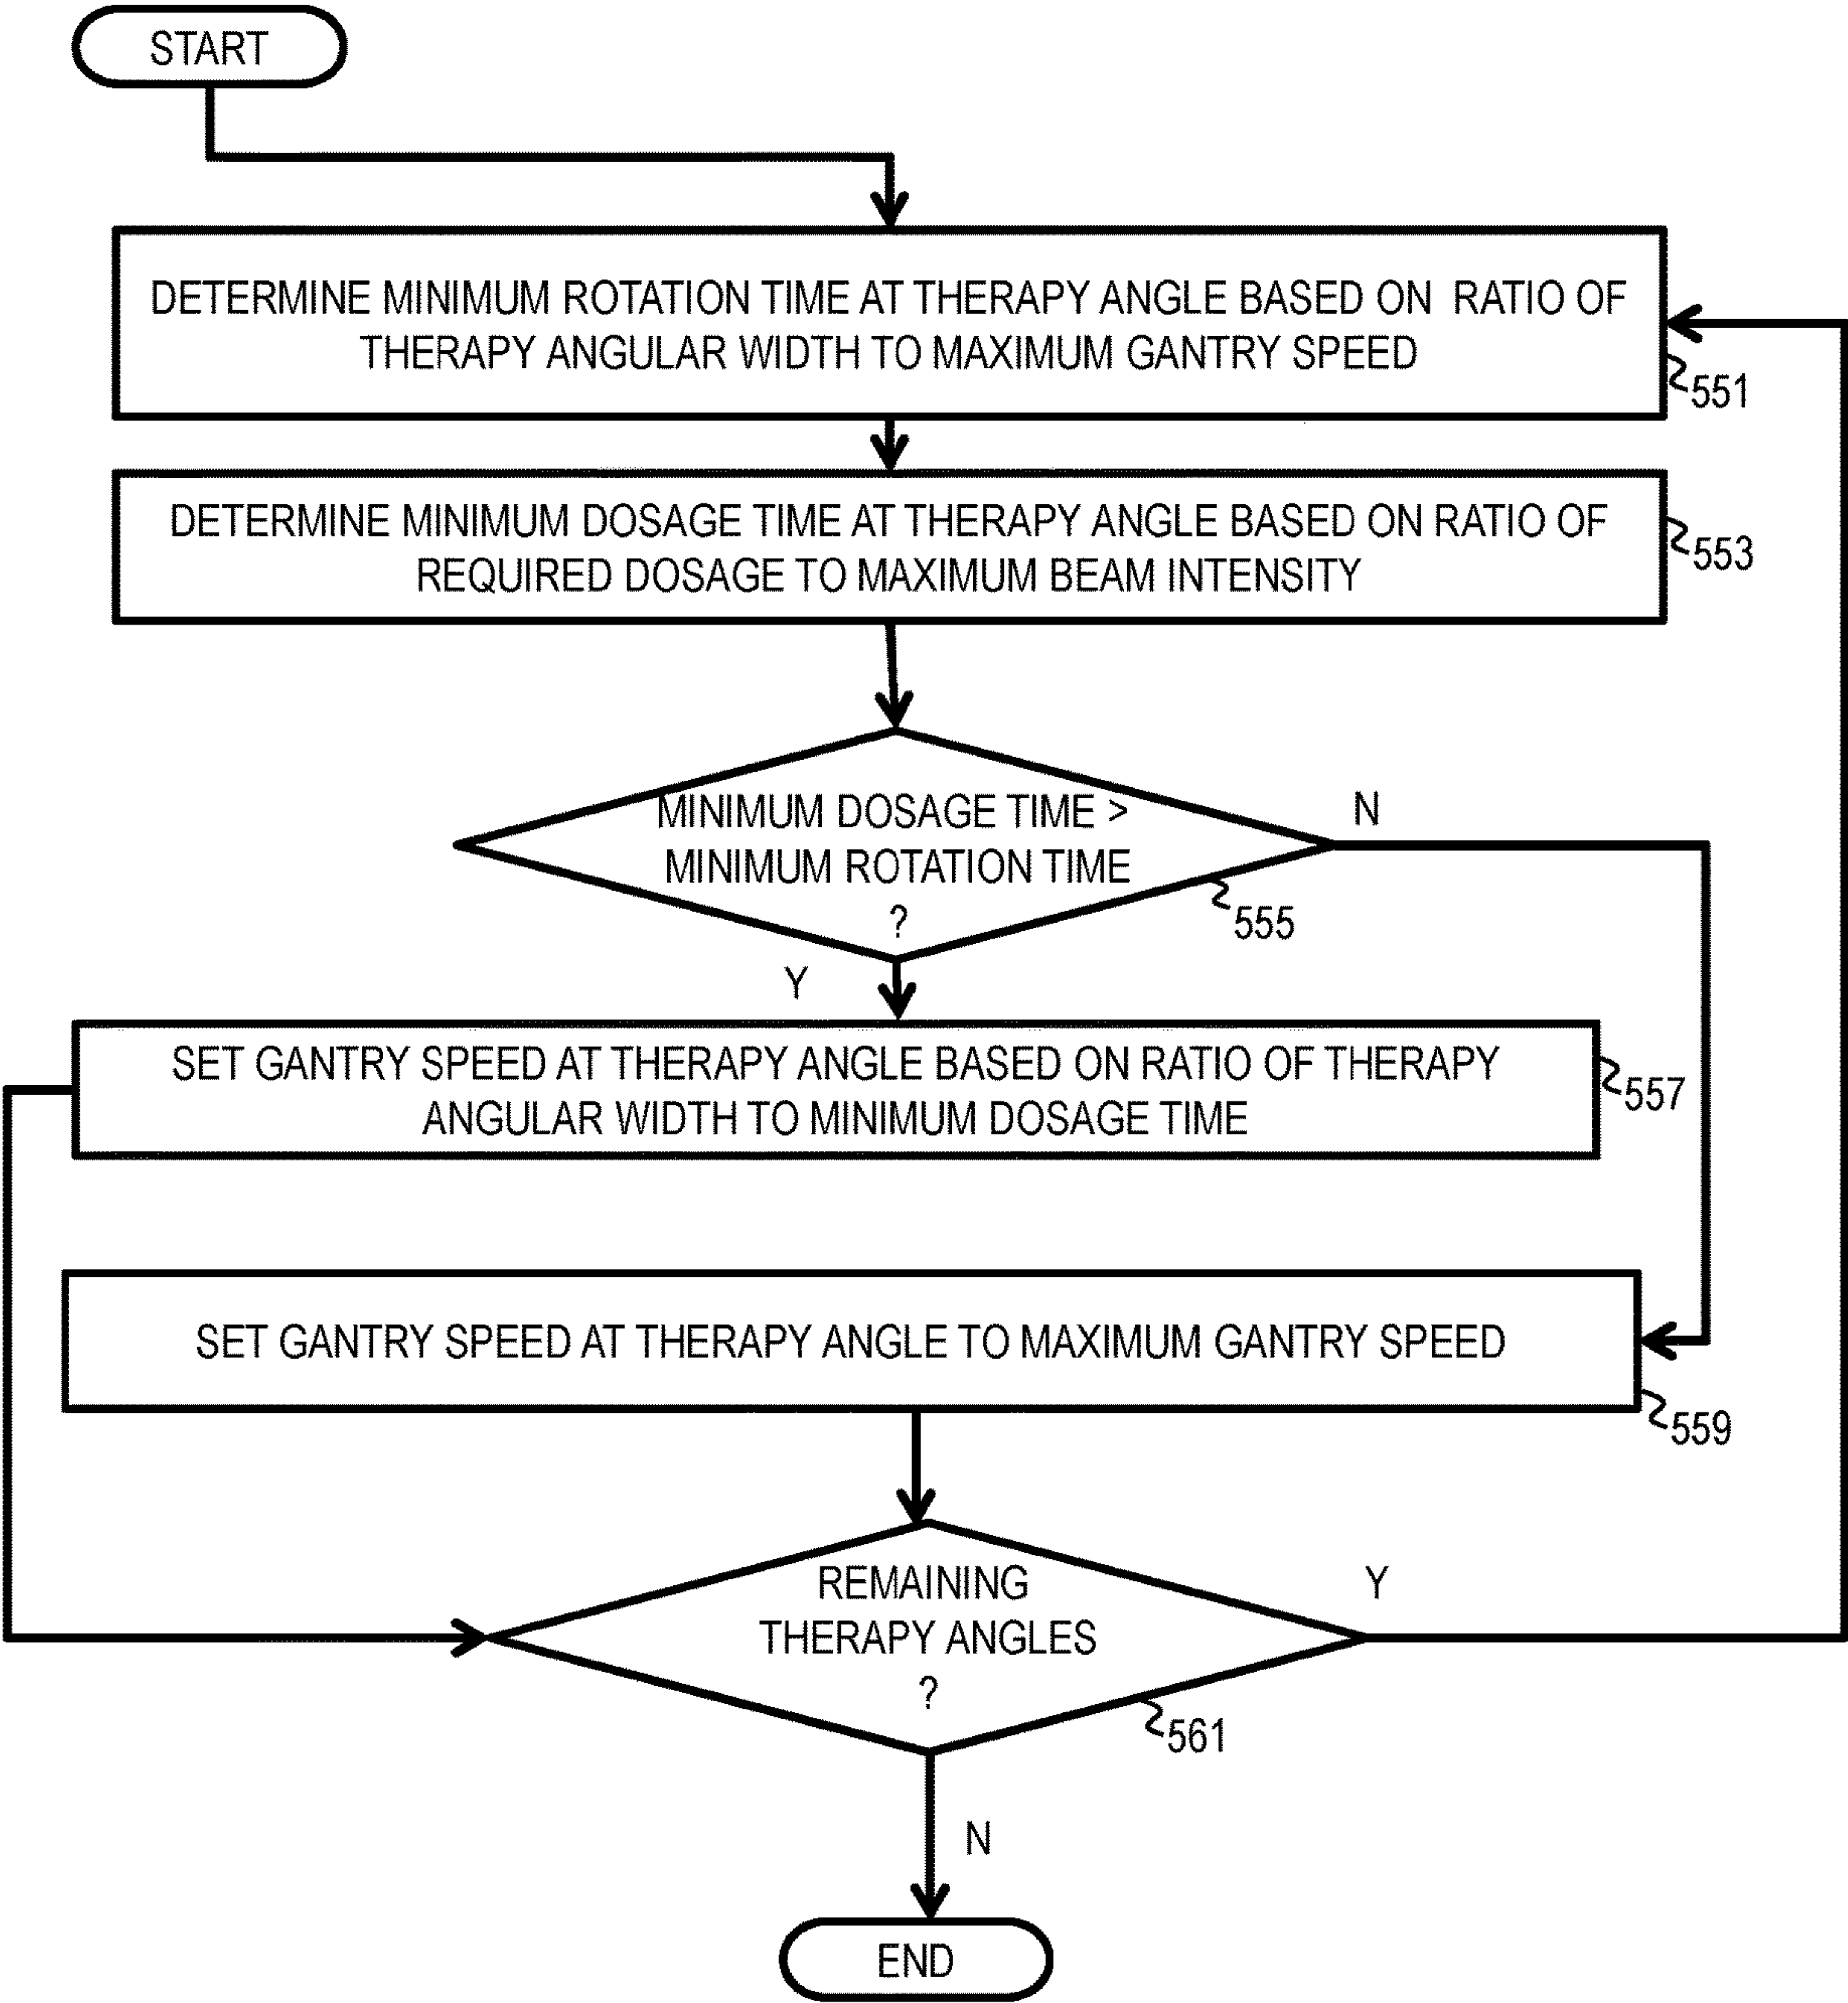 START
DETERMINE MINIMUM ROTATION TIME AT THERAPY ANGLE BASED ON RATIO OF
THERAPY ANGULAR WIDTH TO MAXIMUM GANTRY SPEED
551
DETERMINE MINIMUM DOSAGE TIME AT THERAPY ANGLE BASED ON RATIO OF
REQUIRED DOSAGE TO MAXIMUM BEAM INTENSITY
553
MINIMUM DOSAGE TIME >
MINIMUM ROTATION TIME
?
N
555
Y
SET GANTRY SPEED AT THERAPY ANGLE BASED ON RATIO OF THERAPY
ANGULAR WIDTH TO MINIMUM DOSAGE TIME
557
SET GANTRY SPEED AT THERAPY ANGLE TO MAXIMUM GANTRY SPEED
559
REMAINING
THERAPY ANGLES
?
Y
561
N
END